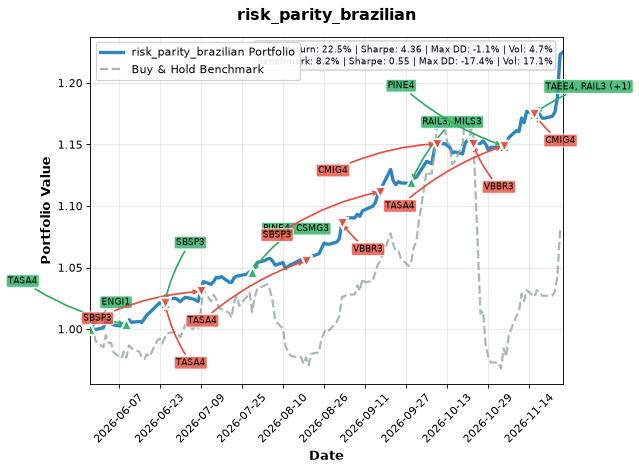 risk_parity_brazilian
risk_parity_brazilian Portfolio
Buy & Hold Benchmark
urn: 22.5% | Sharpe: 4.36 | Max DD: -1.1% | Vol: 4.7%
enchmark: 8.2% | Sharpe: 0.55 | Max DD: -17.4% | Vol: 17.1%
PINE4
TAEE4, RAIL3 (+1)
RAIL3, MILS3
CMIG4
CMIG4
VBBR3
TASA4
PINE4, CSMG3
SBSP3
SBSP3
VBBR3
TASA4
ENGI1
SBSP3
TASA4
TASA4
1.20
1.15
1.10
1.05
1.00
Portfolio Value
2026-06-07
2026-06-23
2026-07-09
2026-07-25
2026-08-10
2026-08-26
2026-09-11
2026-09-27
2026-10-13
2026-10-29
2026-11-14
Date